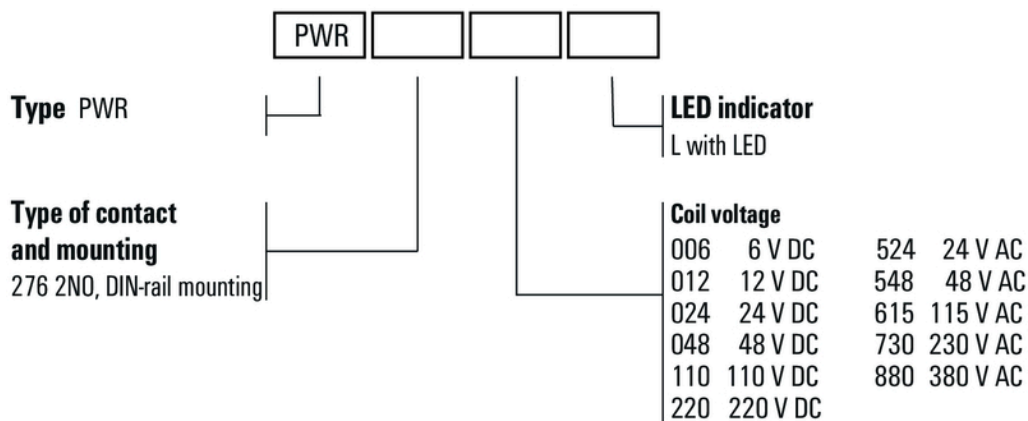 PWR
Type PWR
LED indicator
L with LED
Type of contact
and mounting
276 2NO, DIN-rail mounting
Coil voltage
006 6 V DC 524 24 V AC
012 12 V DC 548 48 V AC
024 24 V DC 615 115 V AC
048 48 V DC 730 230 V AC
110 110 V DC 880 380 V AC
220 220 V DC